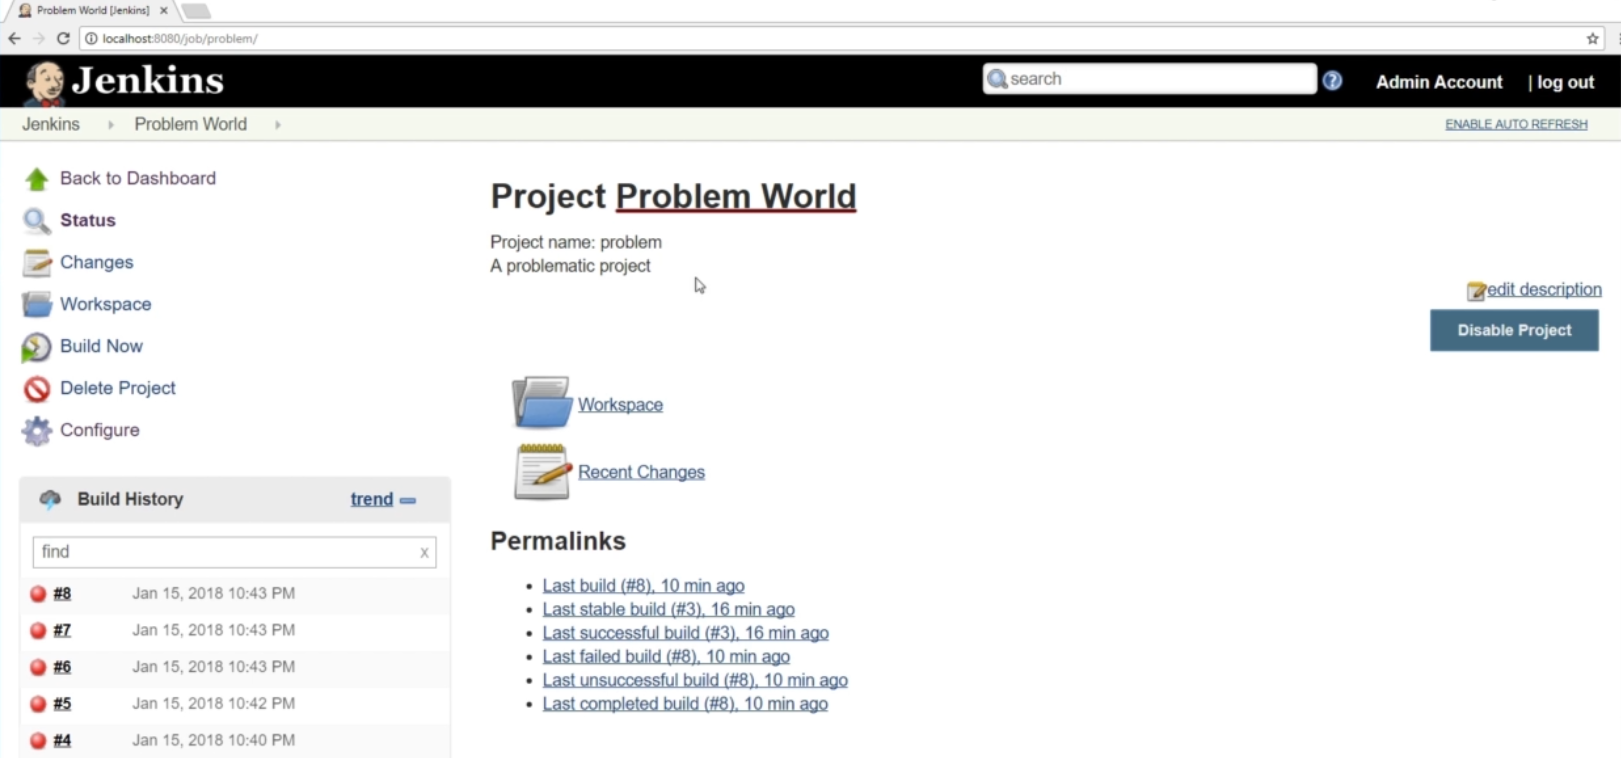 Problem World [Jenkins] x
localhost:8080/job/problem/
Jenkins
search
Admin Account | log out
Jenkins Problem World
ENABLE AUTO REFRESH
Back to Dashboard
Status
Changes
Workspace
Build Now
Delete Project
Configure
Build History trend
find x
#8 Jan 15, 2018 10:43 PM
#7 Jan 15, 2018 10:43 PM
#6 Jan 15, 2018 10:43 PM
#5 Jan 15, 2018 10:42 PM
#4 Jan 15, 2018 10:40 PM
Project Problem World
Project name: problem
A problematic project
edit description
Disable Project
Workspace
Recent Changes
Permalinks
Last build (#8), 10 min ago
Last stable build (#3), 16 min ago
Last successful build (#3), 16 min ago
Last failed build (#8), 10 min ago
Last unsuccessful build (#8), 10 min ago
Last completed build (#8), 10 min ago